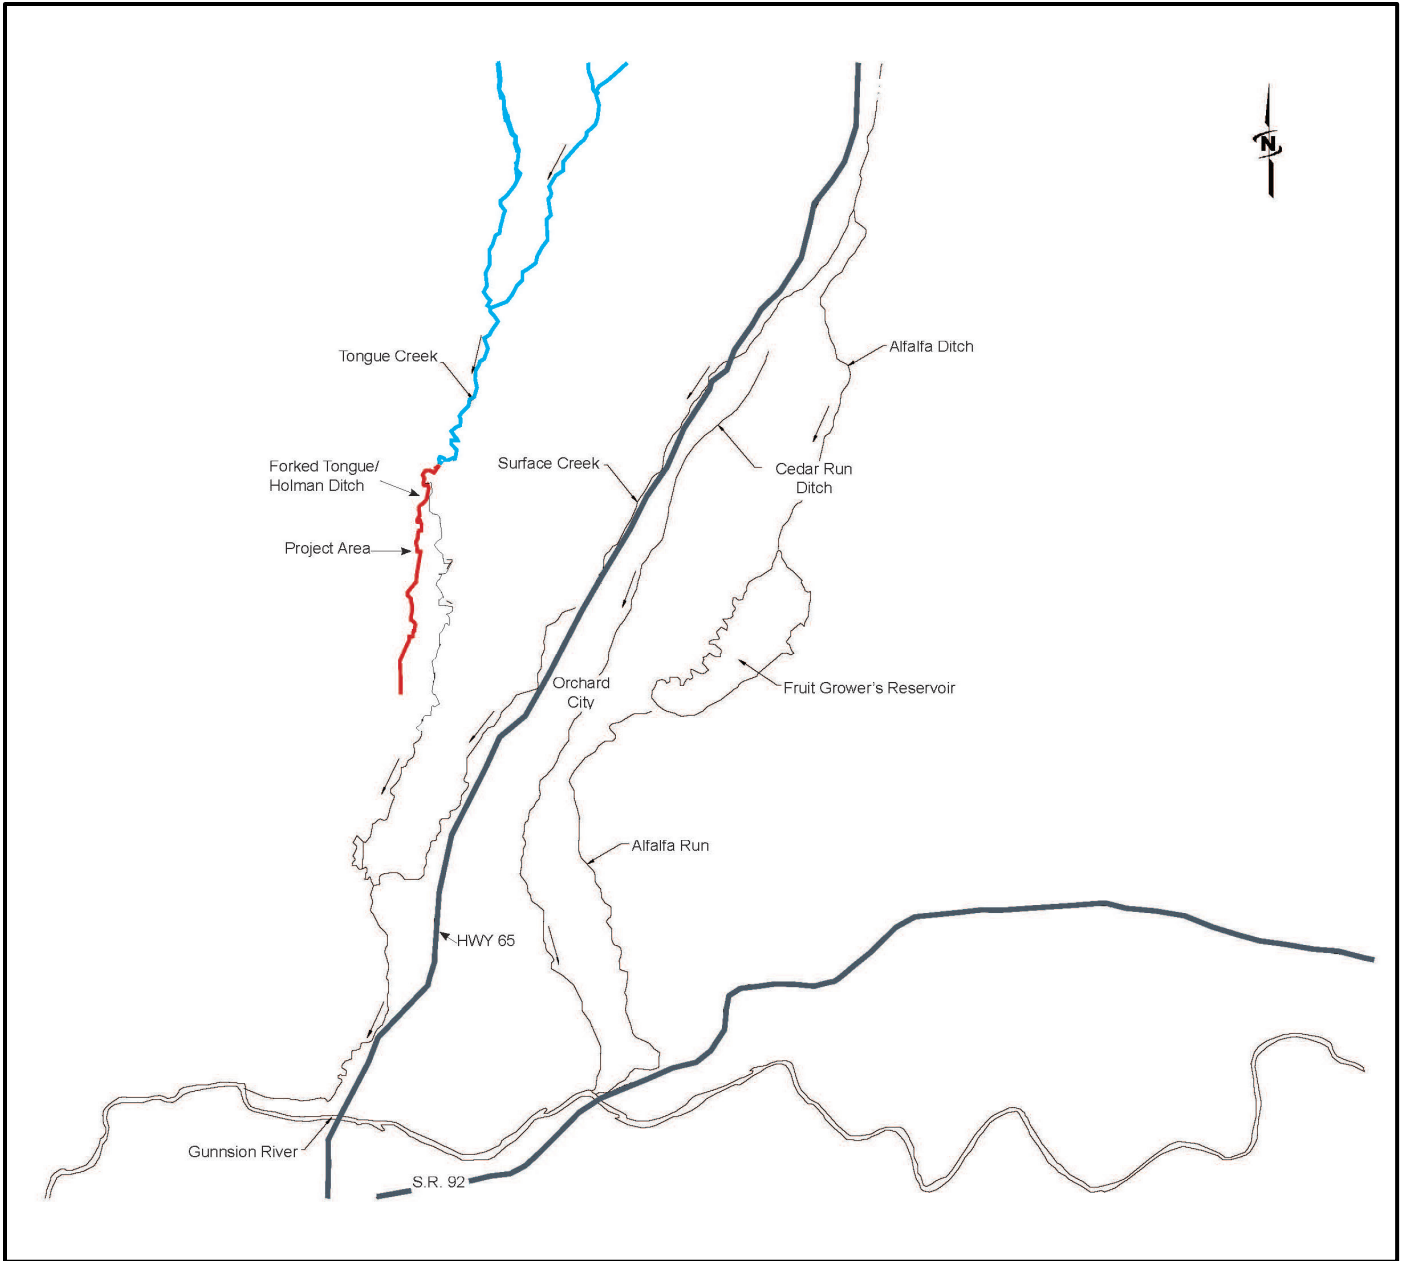 N
Tongue Creek
Alfalfa Ditch
Forked Tongue/
Holman Ditch
Surface Creek
Cedar Run
Ditch
Project Area
Orchard
City
Fruit Grower's Reservoir
Alfalfa Run
HWY 65
Gunnsion River
S.R. 92